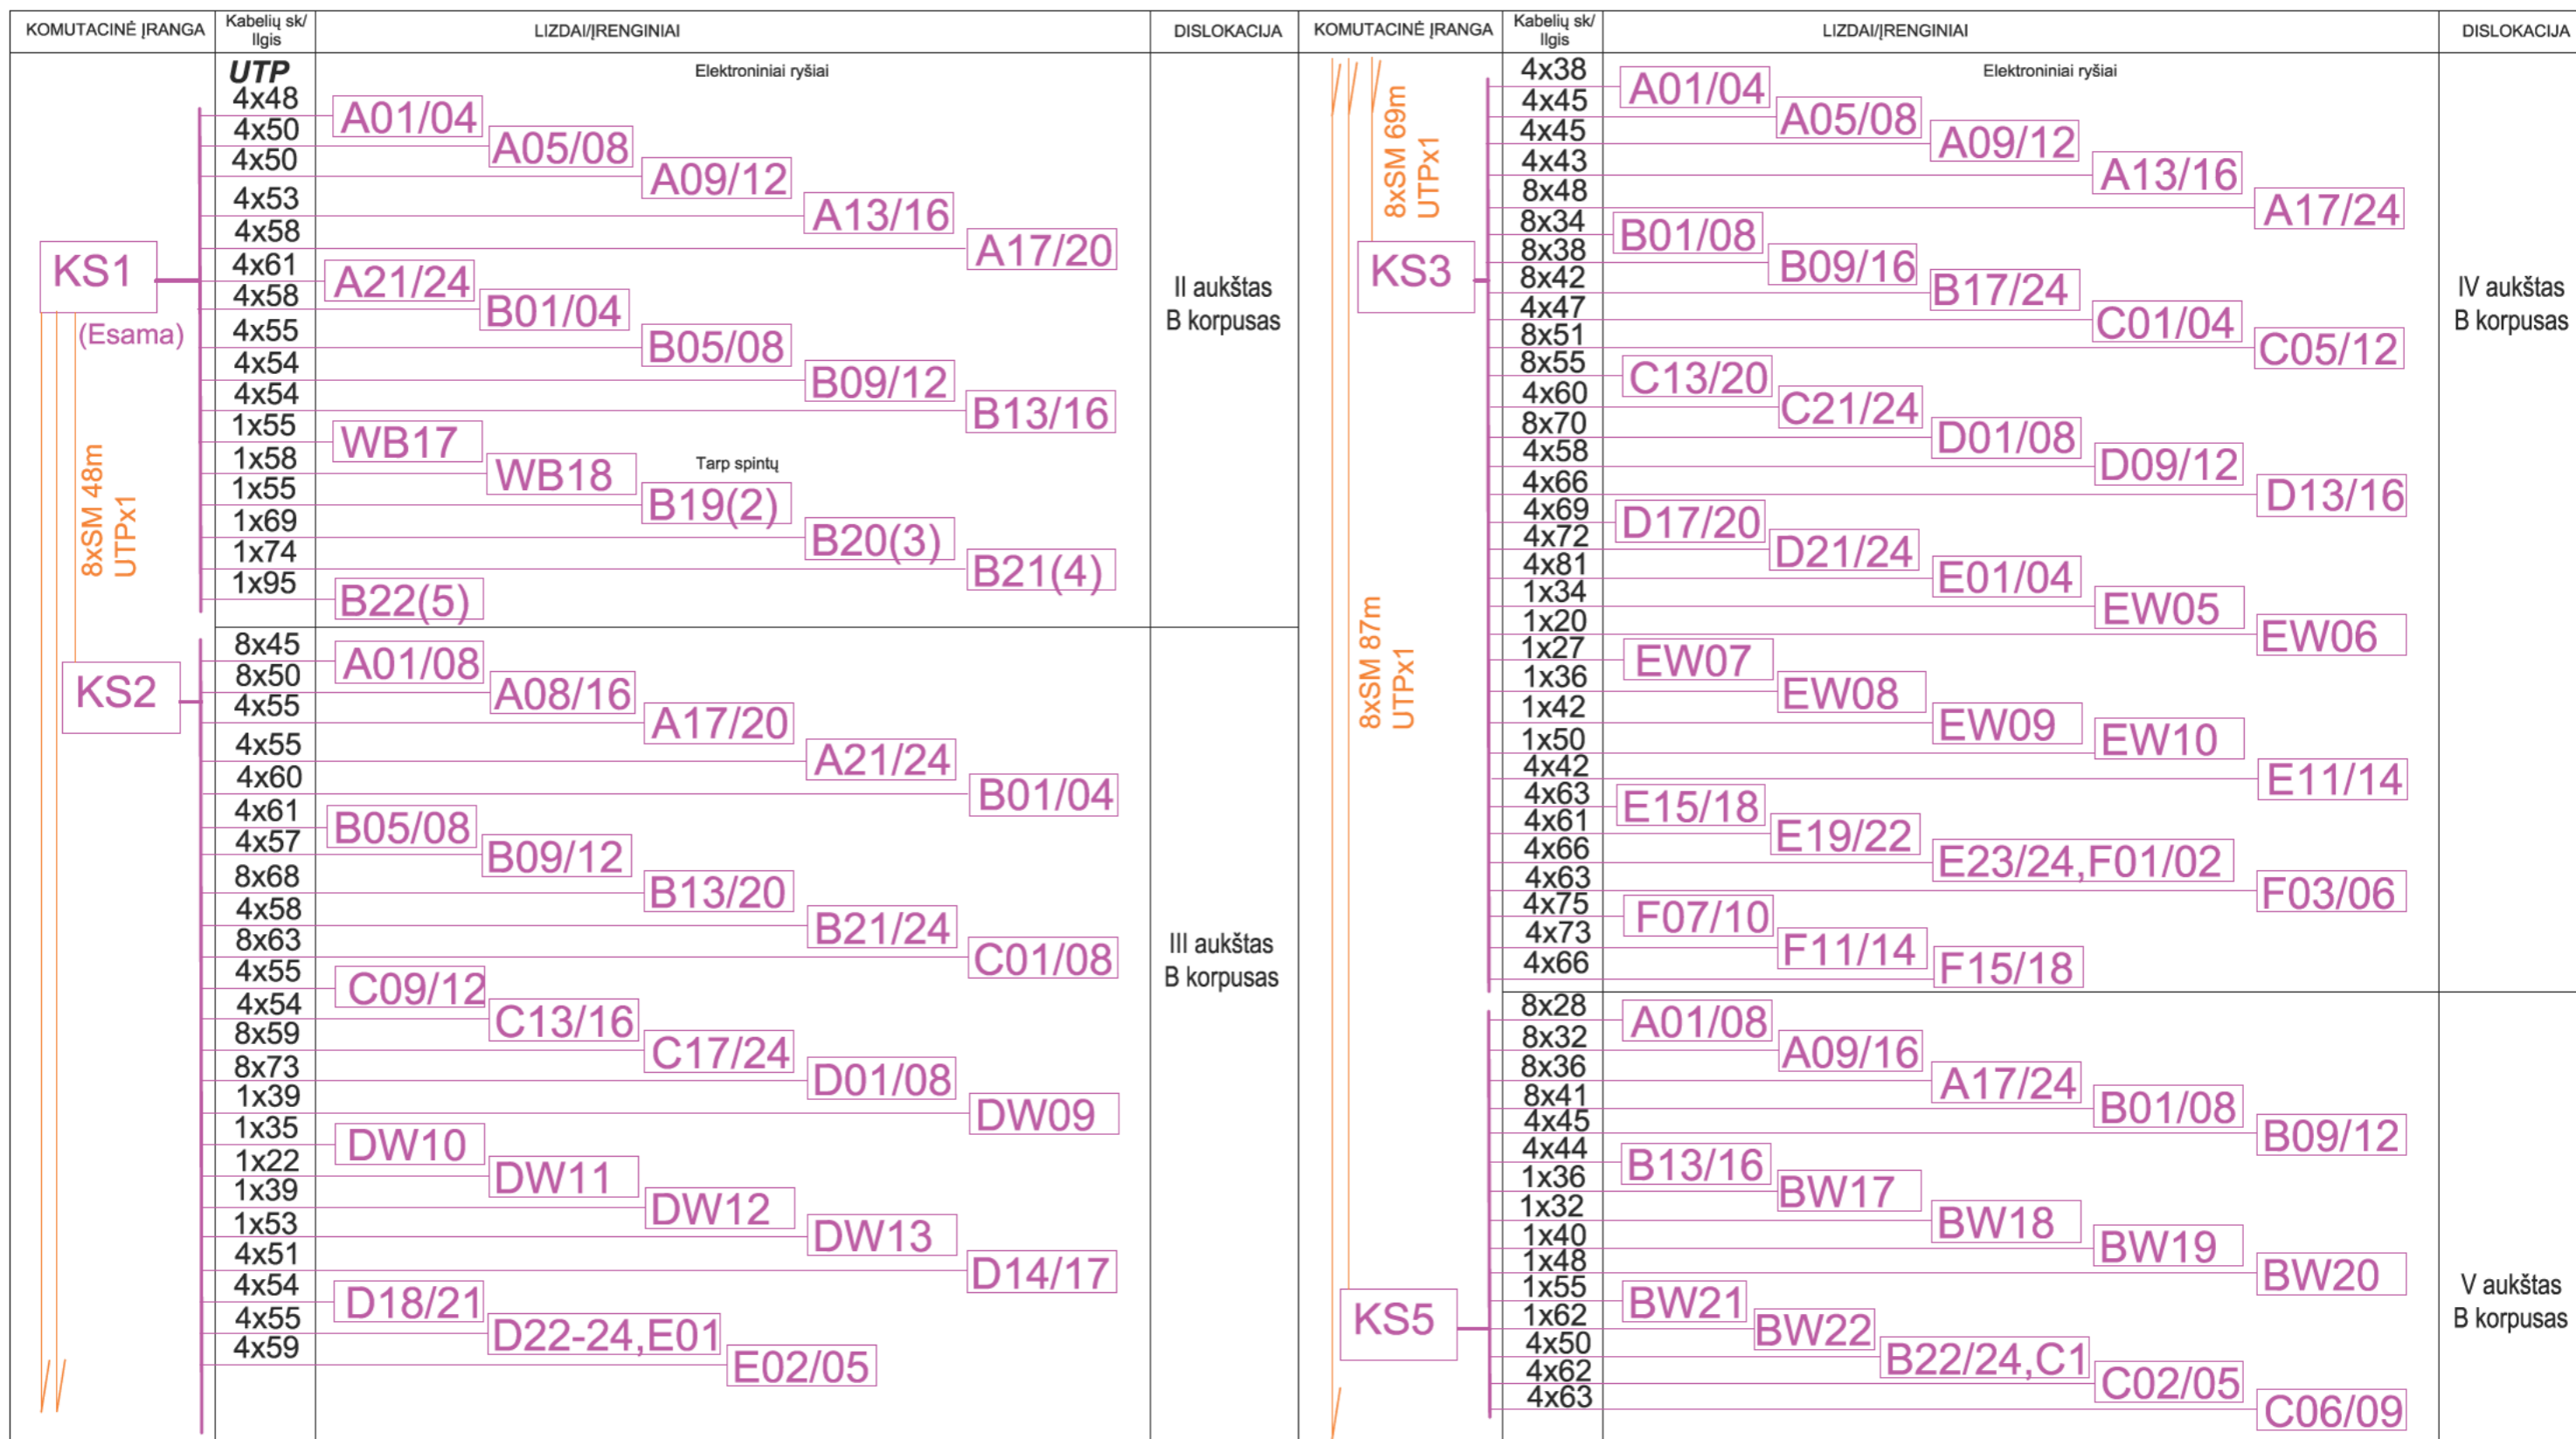 KOMUTACINĖ ĮRANGA
Kabelių sk/
Ilgis
LIZDAI/ĮRENGINIAI
DISLOKACIJA
UTP
Elektroniniai ryšiai
KS1
(Esama)
8xSM 48m
UTPx1
4x48
A01/04
4x50
A05/08
4x50
A09/12
4x53
A13/16
4x58
A17/20
4x61
A21/24
4x58
B01/04
4x55
B05/08
4x54
B09/12
4x54
B13/16
1x55
WB17
1x58
WB18
Tarp spintų
1x55
B19(2)
1x69
B20(3)
1x74
B21(4)
1x95
B22(5)
II aukštas
B korpusas
KS2
8x45
A01/08
8x50
A08/16
4x55
A17/20
4x55
A21/24
4x60
B01/04
4x61
B05/08
4x57
B09/12
8x68
B13/20
4x58
B21/24
8x63
C01/08
4x55
C09/12
4x54
C13/16
8x59
C17/24
8x73
D01/08
1x39
DW09
1x35
DW10
1x22
DW11
1x39
DW12
1x53
DW13
4x51
D14/17
4x54
D18/21
4x55
D22-24,E01
4x59
E02/05
III aukštas
B korpusas
KOMUTACINĖ ĮRANGA
Kabelių sk/
Ilgis
LIZDAI/ĮRENGINIAI
DISLOKACIJA
Elektroniniai ryšiai
8xSM 69m
UTPx1
KS3
8xSM 87m
UTPx1
4x38
A01/04
4x45
A05/08
4x45
A09/12
4x43
A13/16
8x48
A17/24
8x34
B01/08
8x38
B09/16
8x42
B17/24
4x47
C01/04
8x51
C05/12
8x55
C13/20
4x60
C21/24
8x70
D01/08
4x58
D09/12
4x66
D13/16
4x69
D17/20
4x72
D21/24
4x81
E01/04
1x34
EW05
1x20
EW06
1x27
EW07
1x36
EW08
1x42
EW09
1x50
EW10
4x42
E11/14
4x63
E15/18
4x61
E19/22
4x66
E23/24,F01/02
4x63
F03/06
4x75
F07/10
4x73
F11/14
4x66
F15/18
IV aukštas
B korpusas
KS5
8x28
A01/08
8x32
A09/16
8x36
A17/24
8x41
B01/08
4x45
B09/12
4x44
B13/16
1x36
BW17
1x32
BW18
1x40
BW19
1x48
BW20
1x55
BW21
1x62
BW22
4x50
B22/24,C1
4x62
C02/05
4x63
C06/09
V aukštas
B korpusas